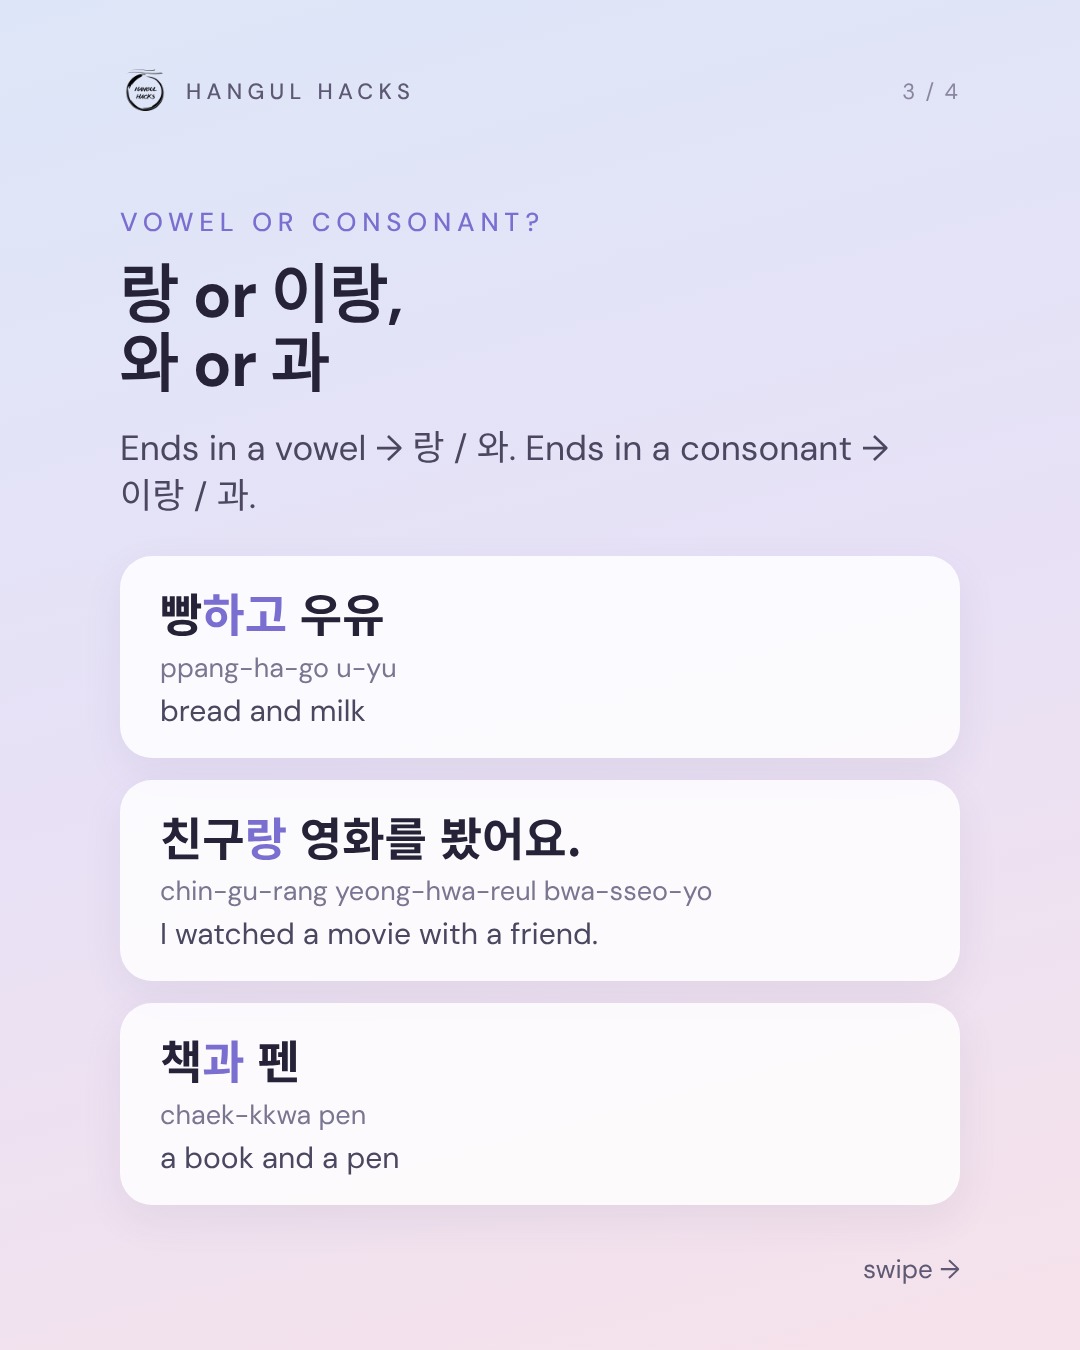 HANGUL HACKS
HANGUL HACKS
3 / 4
VOWEL OR CONSONANT?
랑 or 이랑,
와 or 과
Ends in a vowel → 랑 / 와. Ends in a consonant →
이랑 / 과.
빵하고 우유
ppang-ha-go u-yu
bread and milk
친구랑 영화를 봤어요.
chin-gu-rang yeong-hwa-reul bwa-sseo-yo
I watched a movie with a friend.
책과 펜
chaek-kkwa pen
a book and a pen
swipe →